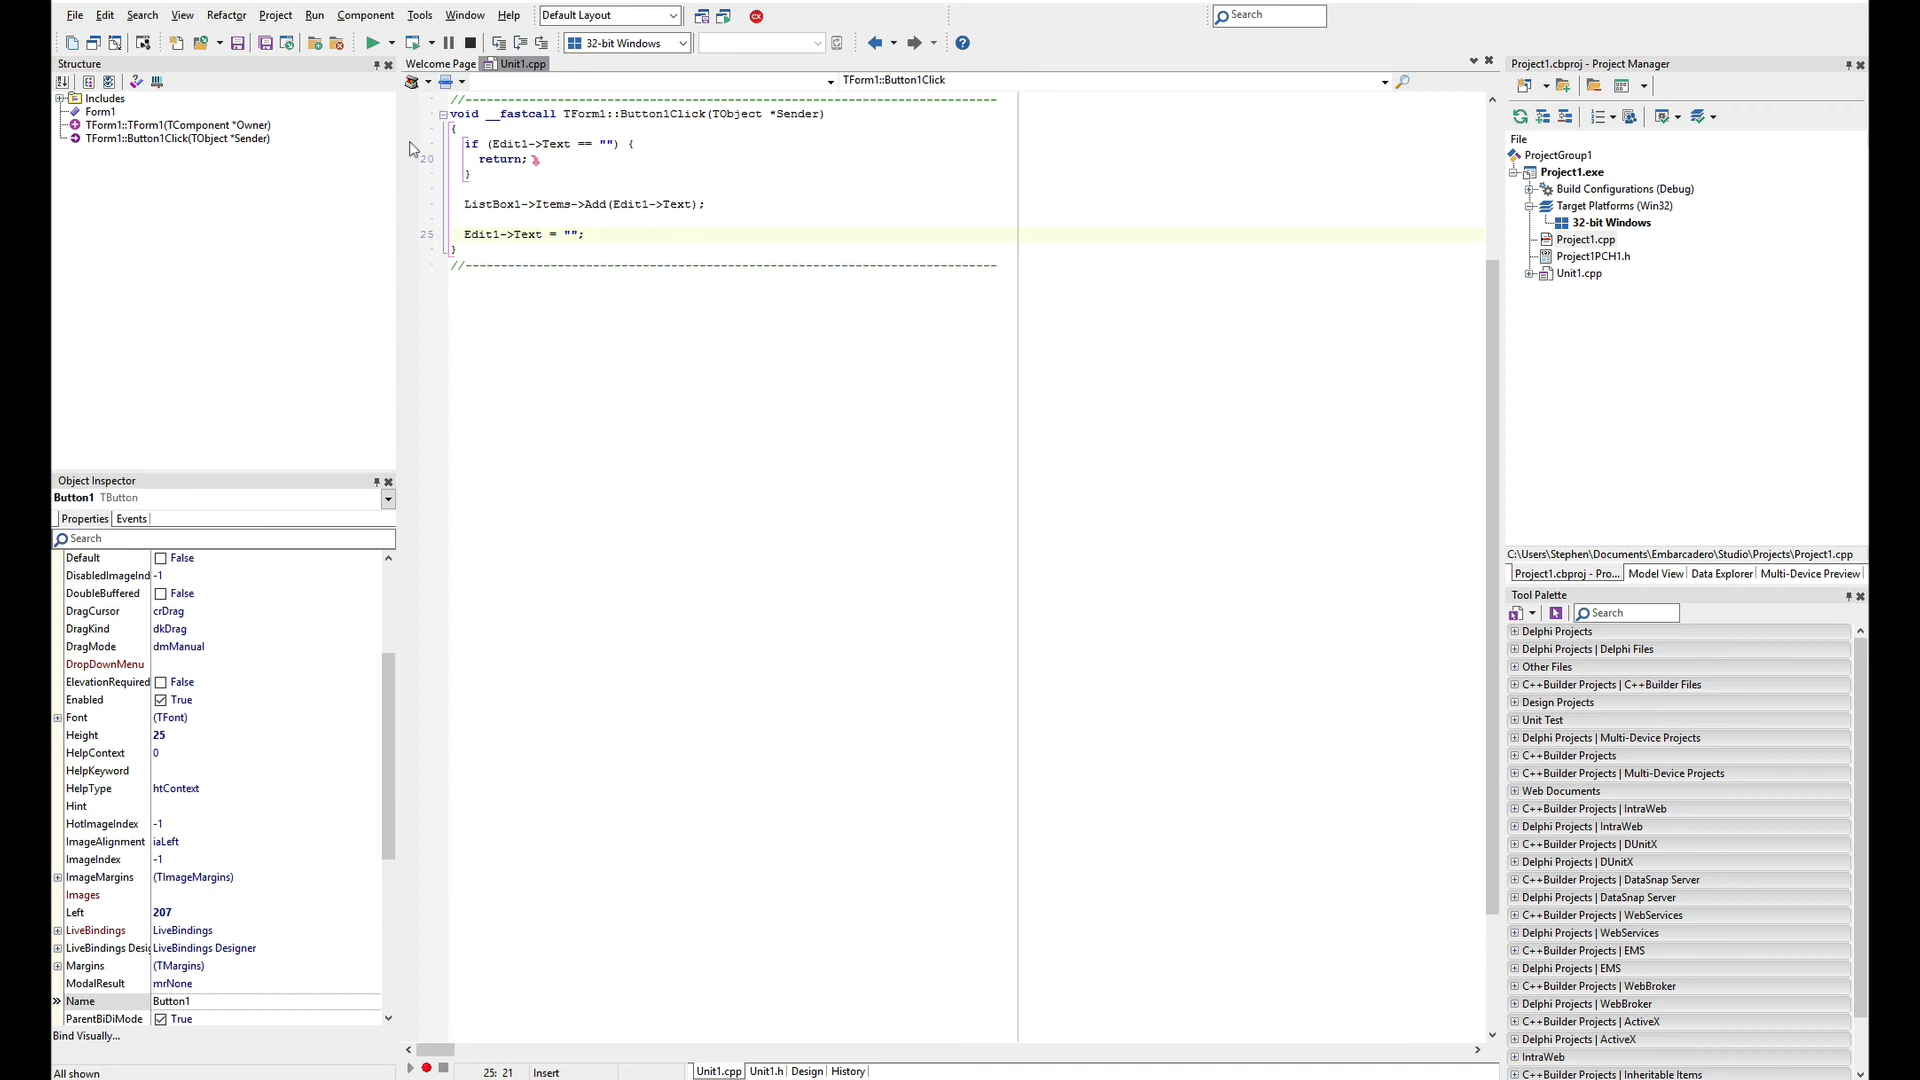 File Edit Search View Refactor Project Run Component Tools Window Help Default Layout Search
32-bit Windows
Structure
Includes
Form1
TForm1::TForm1(TComponent *Owner)
TForm1::Button1Click(TObject *Sender)
Object Inspector
Button1 TButton
Properties Events
Search
Default False
DisabledImageInd -1
DoubleBuffered False
DragCursor crDrag
DragKind dkDrag
DragMode dmManual
DropDownMenu
ElevationRequired False
Enabled True
Font (TFont)
Height 25
HelpContext 0
HelpKeyword
HelpType htContext
Hint
HotImageIndex -1
ImageAlignment iaLeft
ImageIndex -1
ImageMargins (TImageMargins)
Images
Left 207
LiveBindings LiveBindings
LiveBindings Desig LiveBindings Designer
Margins (TMargins)
ModalResult mrNone
Name Button1
ParentBiDiMode True
Bind Visually...
All shown
Welcome Page Unit1.cpp
TForm1::Button1Click
//---------------------------------------------------------------------------
void __fastcall TForm1::Button1Click(TObject *Sender)
{
if (Edit1->Text == "") {
20 return;
}
ListBox1->Items->Add(Edit1->Text);
25 Edit1->Text = "";
}
//---------------------------------------------------------------------------
25: 21 Insert Unit1.cpp Unit1.h Design History
Project1.cbproj - Project Manager
File
ProjectGroup1
Project1.exe
Build Configurations (Debug)
Target Platforms (Win32)
32-bit Windows
Project1.cpp
Project1PCH1.h
Unit1.cpp
C:\Users\Stephen\Documents\Embarcadero\Studio\Projects\Project1.cpp
Project1.cbproj - Pro... Model View Data Explorer Multi-Device Preview
Tool Palette
Search
Delphi Projects
Delphi Projects | Delphi Files
Other Files
C++Builder Projects | C++Builder Files
Design Projects
Unit Test
Delphi Projects | Multi-Device Projects
C++Builder Projects
C++Builder Projects | Multi-Device Projects
Web Documents
C++Builder Projects | IntraWeb
Delphi Projects | IntraWeb
C++Builder Projects | DUnitX
Delphi Projects | DUnitX
C++Builder Projects | DataSnap Server
Delphi Projects | DataSnap Server
C++Builder Projects | WebServices
Delphi Projects | WebServices
C++Builder Projects | EMS
Delphi Projects | EMS
C++Builder Projects | WebBroker
Delphi Projects | WebBroker
C++Builder Projects | ActiveX
Delphi Projects | ActiveX
IntraWeb
C++Builder Projects | Inheritable Items